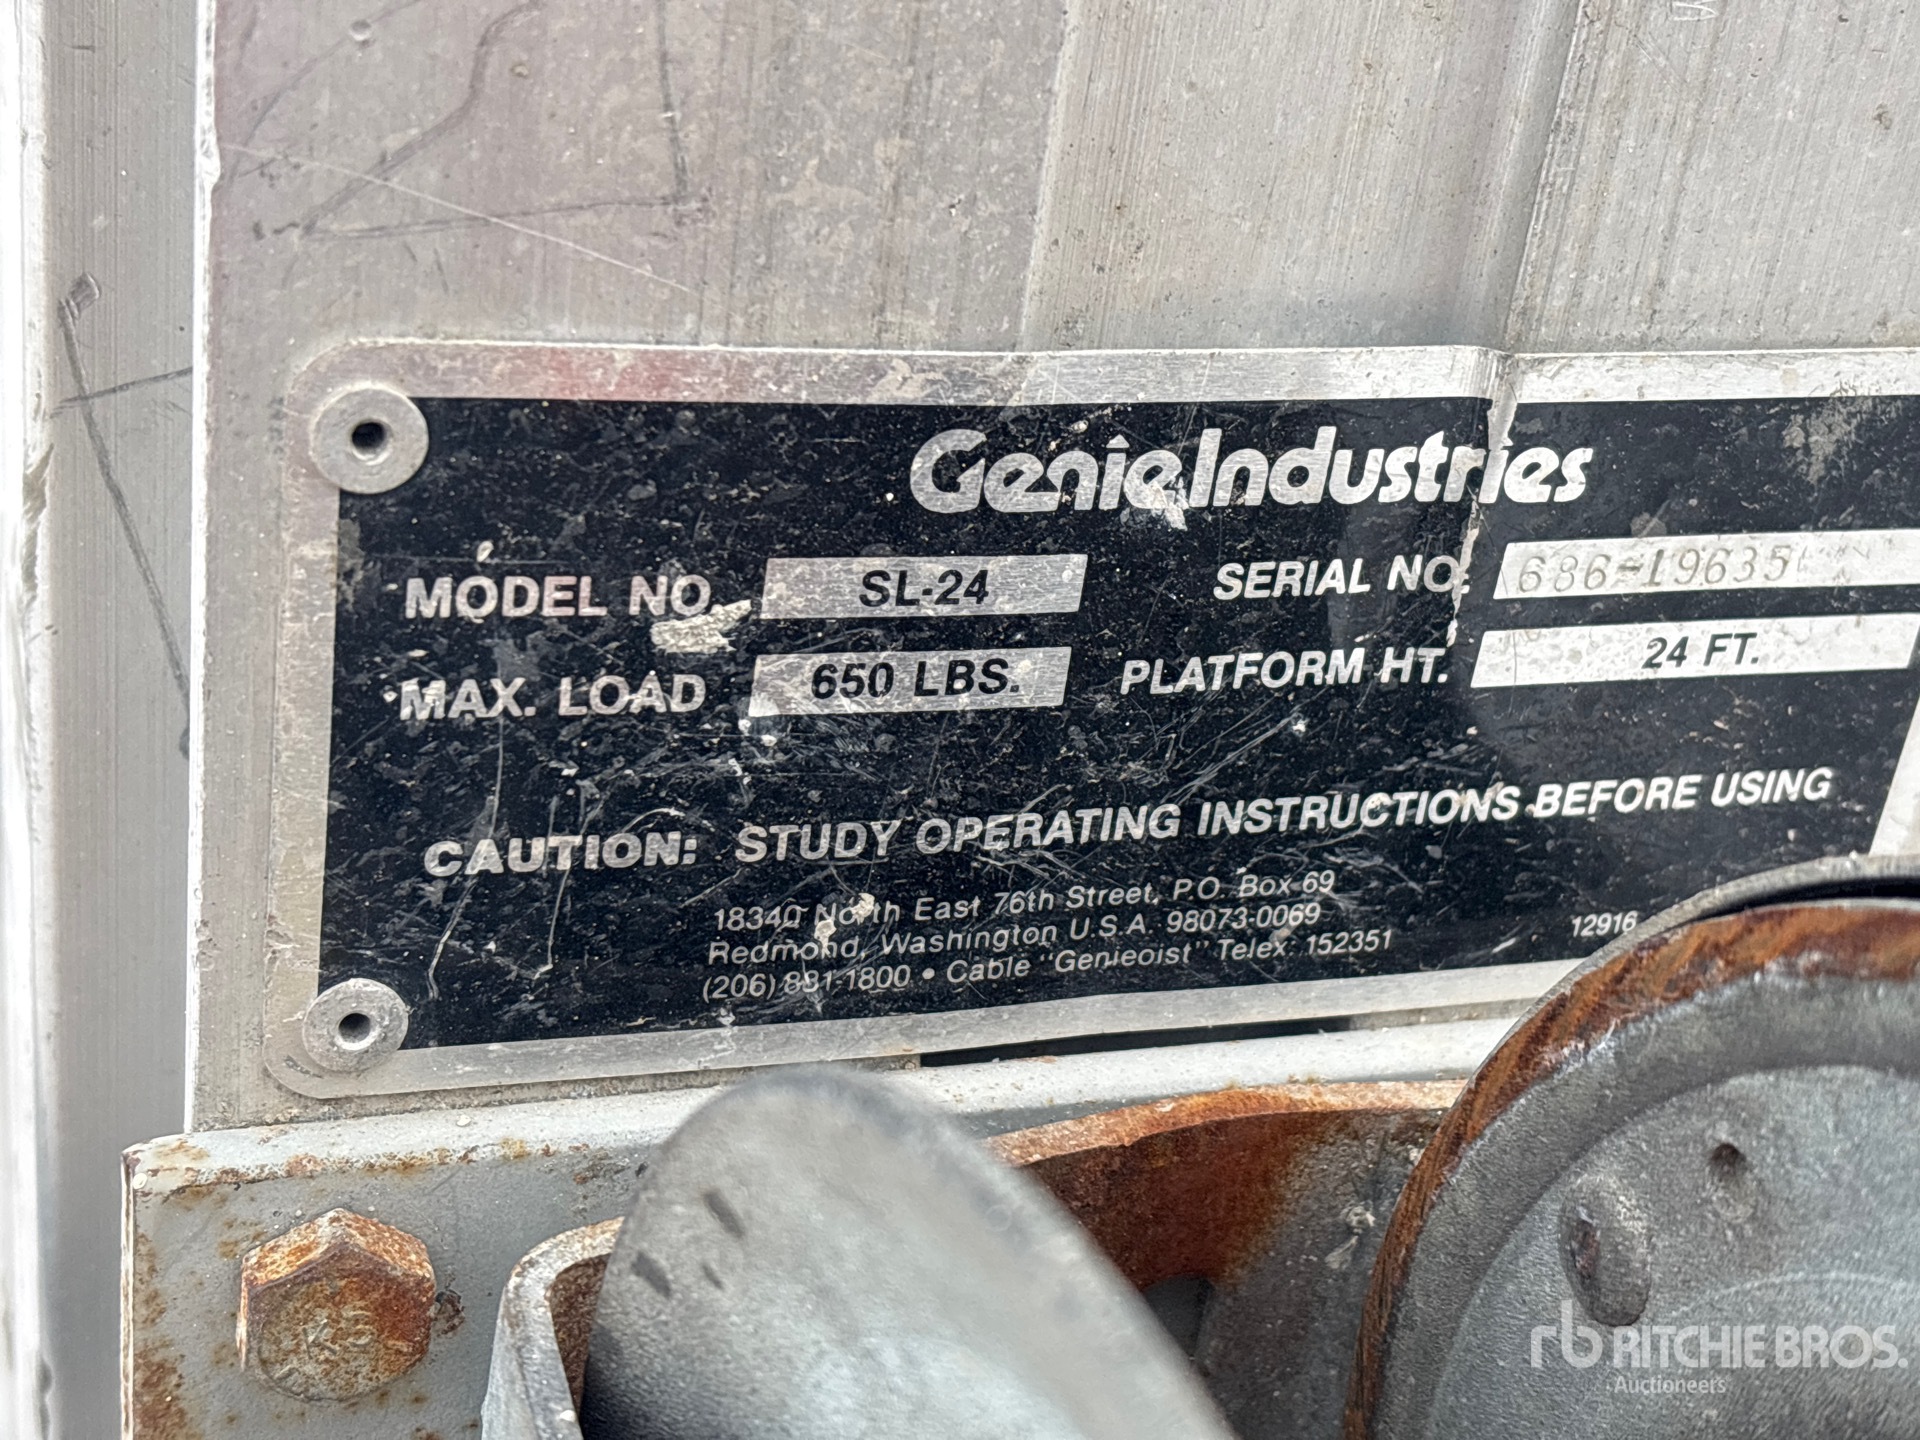 GenieIndustries
MODEL NO. SL-24 SERIAL NO. 686-19635
MAX. LOAD 650 LBS. PLATFORM HT. 24 FT.
CAUTION: STUDY OPERATING INSTRUCTIONS BEFORE USING
18340 North East 76th Street, P.O. Box 69
Redmond, Washington U.S.A. 98073-0069
(206) 881-1800 • Cable "Genieoist" Telex: 152351
12916
KS
rb RITCHIE BROS.
Auctioneers